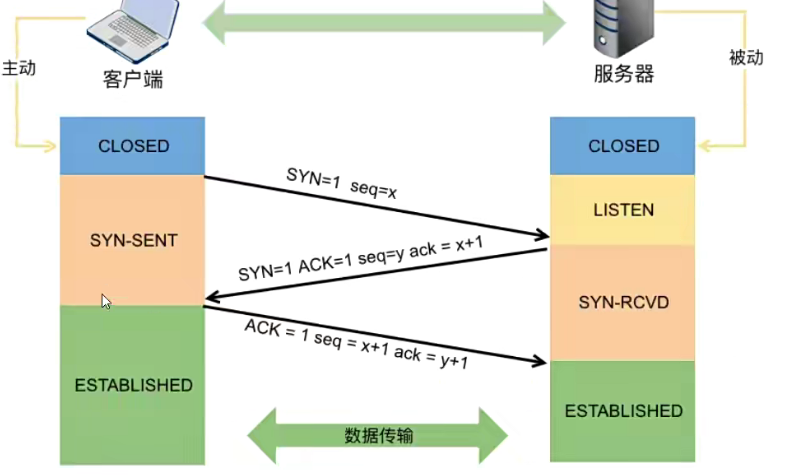 主动
客户端
服务器
被动
CLOSED
CLOSED
SYN=1 seq=x
LISTEN
SYN-SENT
SYN=1 ACK=1 seq=y ack = x+1
SYN-RCVD
ACK = 1 seq = x+1 ack = y+1
ESTABLISHED
ESTABLISHED
数据传输